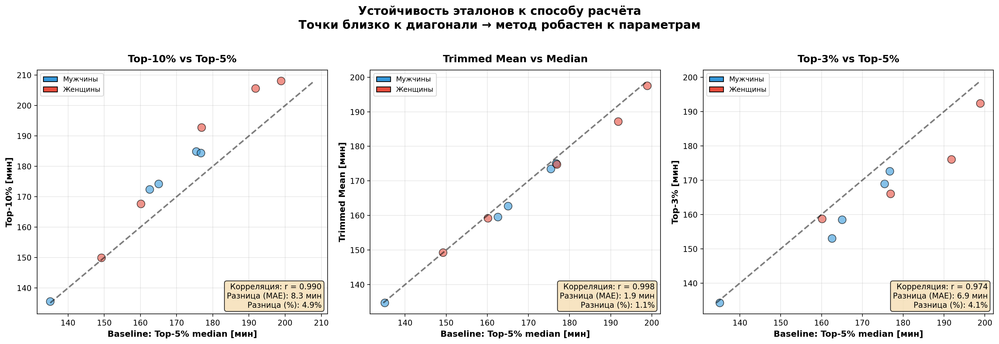 Устойчивость эталонов к способу расчёта
Точки близко к диагонали → метод робастен к параметрам
Top-10% vs Top-5%
Мужчины
Женщины
210
200
190
180
170
160
150
140
Top-10% [мин]
140 150 160 170 180 190 200 210
Baseline: Top-5% median [мин]
Корреляция: r = 0.990
Разница (MAE): 8.3 мин
Разница (%): 4.9%
Trimmed Mean vs Median
Мужчины
Женщины
200
190
180
170
160
150
140
Trimmed Mean [мин]
140 150 160 170 180 190 200
Baseline: Top-5% median [мин]
Корреляция: r = 0.998
Разница (MAE): 1.9 мин
Разница (%): 1.1%
Top-3% vs Top-5%
Мужчины
Женщины
200
190
180
170
160
150
140
Top-3% [мин]
140 150 160 170 180 190 200
Baseline: Top-5% median [мин]
Корреляция: r = 0.974
Разница (MAE): 6.9 мин
Разница (%): 4.1%